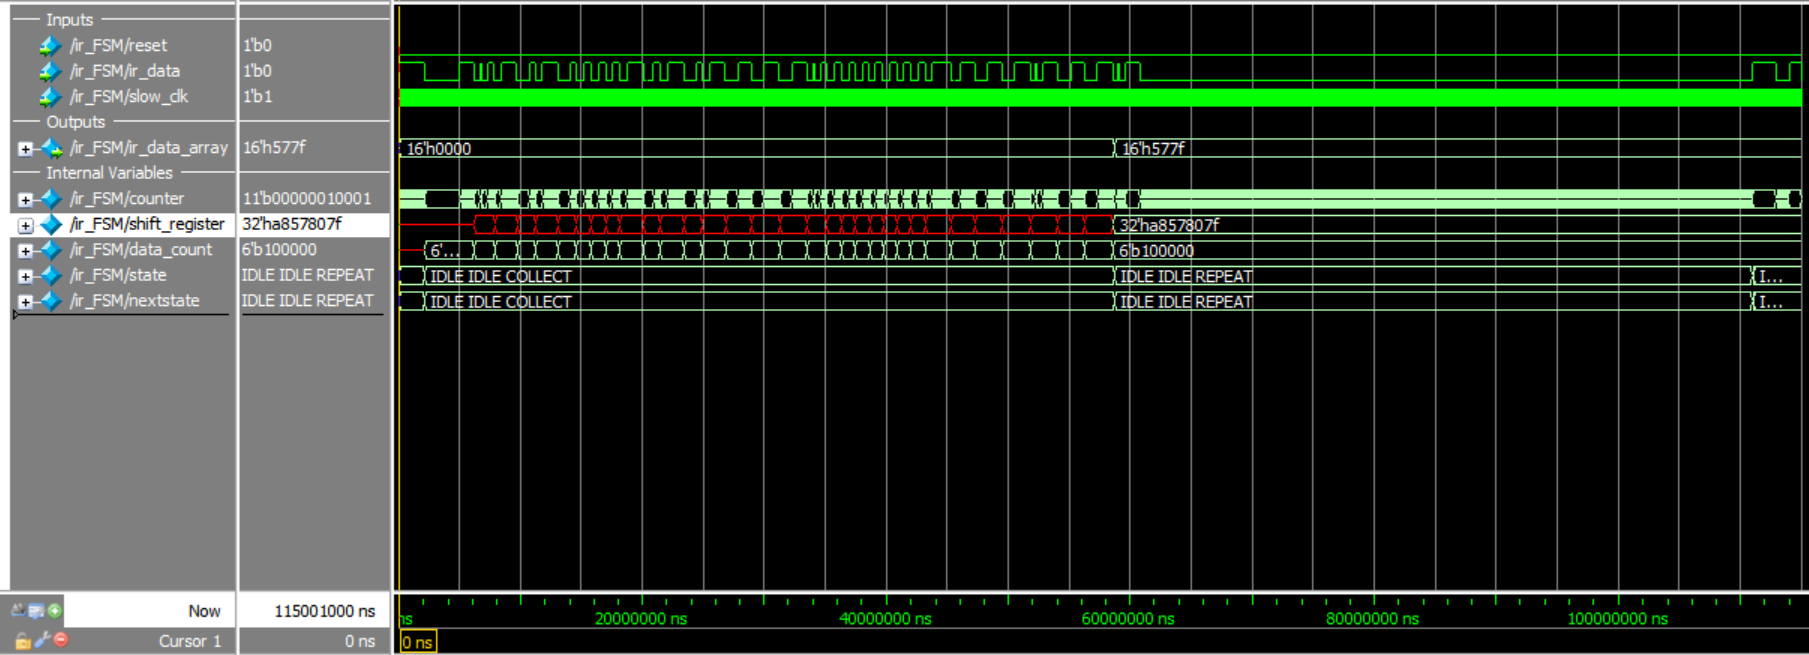 Inputs
/ir_FSM/reset 1'b0
/ir_FSM/ir_data 1'b0
/ir_FSM/slow_clk 1'b1
Outputs
/ir_FSM/ir_data_array 16'h577f 16'h0000 16'h577f
Internal Variables
/ir_FSM/counter 11'b00000010001
/ir_FSM/shift_register 32'ha857807f 32'ha857807f
/ir_FSM/data_count 6'b100000 6'... 6'b100000
/ir_FSM/state IDLE IDLE REPEAT IDLE IDLE COLLECT IDLE IDLE REPEAT I...
/ir_FSM/nextstate IDLE IDLE REPEAT IDLE IDLE COLLECT IDLE IDLE REPEAT I...
Now 115001000 ns ns 20000000 ns 40000000 ns 60000000 ns 80000000 ns 100000000 ns
Cursor 1 0 ns 0 ns